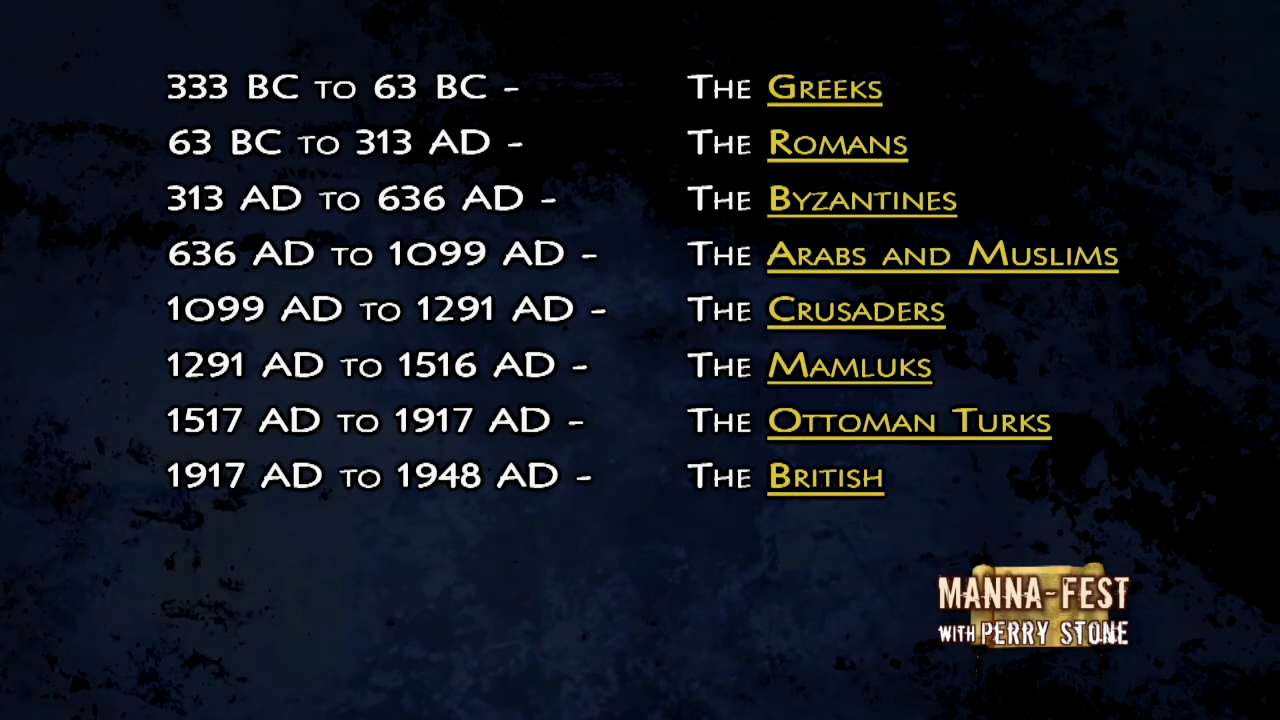 333 BC to 63 BC - The Greeks
63 BC to 313 AD - The Romans
313 AD to 636 AD - The Byzantines
636 AD to 1099 AD - The Arabs and Muslims
1099 AD to 1291 AD - The Crusaders
1291 AD to 1516 AD - The Mamluks
1517 AD to 1917 AD - The Ottoman Turks
1917 AD to 1948 AD - The British
MANNA-FEST
WITH PERRY STONE